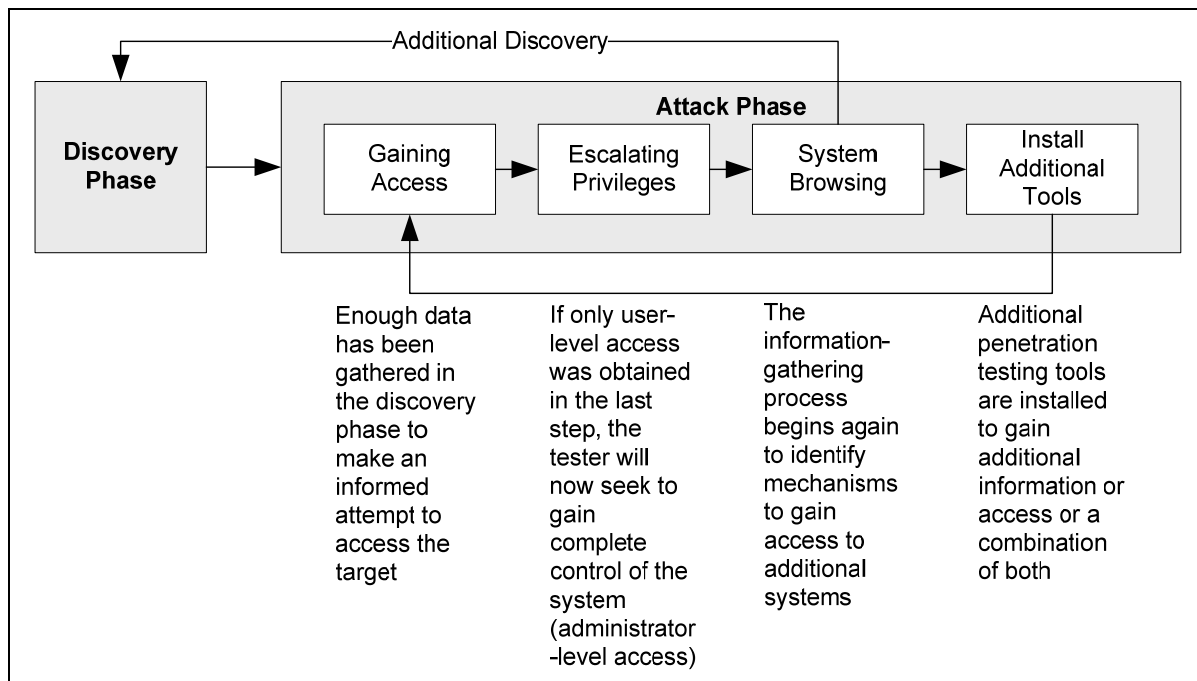 Additional Discovery
Attack Phase
Discovery
Phase
Gaining
Access
Escalating
Privileges
System
Browsing
Install
Additional
Tools
Enough data
has been
gathered in
the discovery
phase to
make an
informed
attempt to
access the
target
If only user-
level access
was obtained
in the last
step, the
tester will
now seek to
gain
complete
control of the
system
(administrator
-level access)
The
information-
gathering
process
begins again
to identify
mechanisms
to gain
access to
additional
systems
Additional
penetration
testing tools
are installed
to gain
additional
information or
access or a
combination
of both